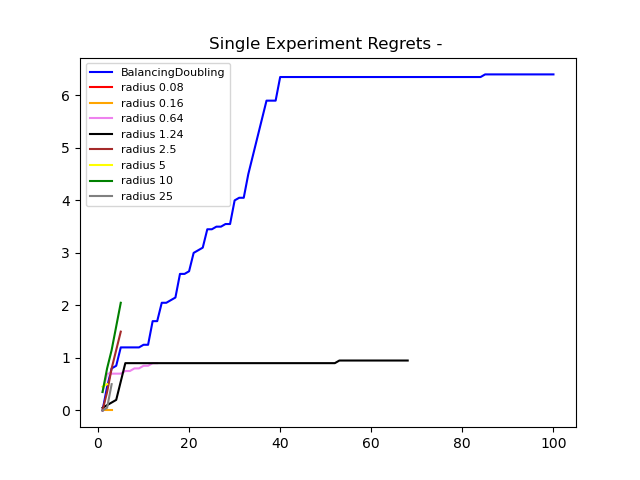 Single Experiment Regrets -
BalancingDoubling
radius 0.08
radius 0.16
radius 0.64
radius 1.24
radius 2.5
radius 5
radius 10
radius 25
6
5
4
3
2
1
0
0 20 40 60 80 100